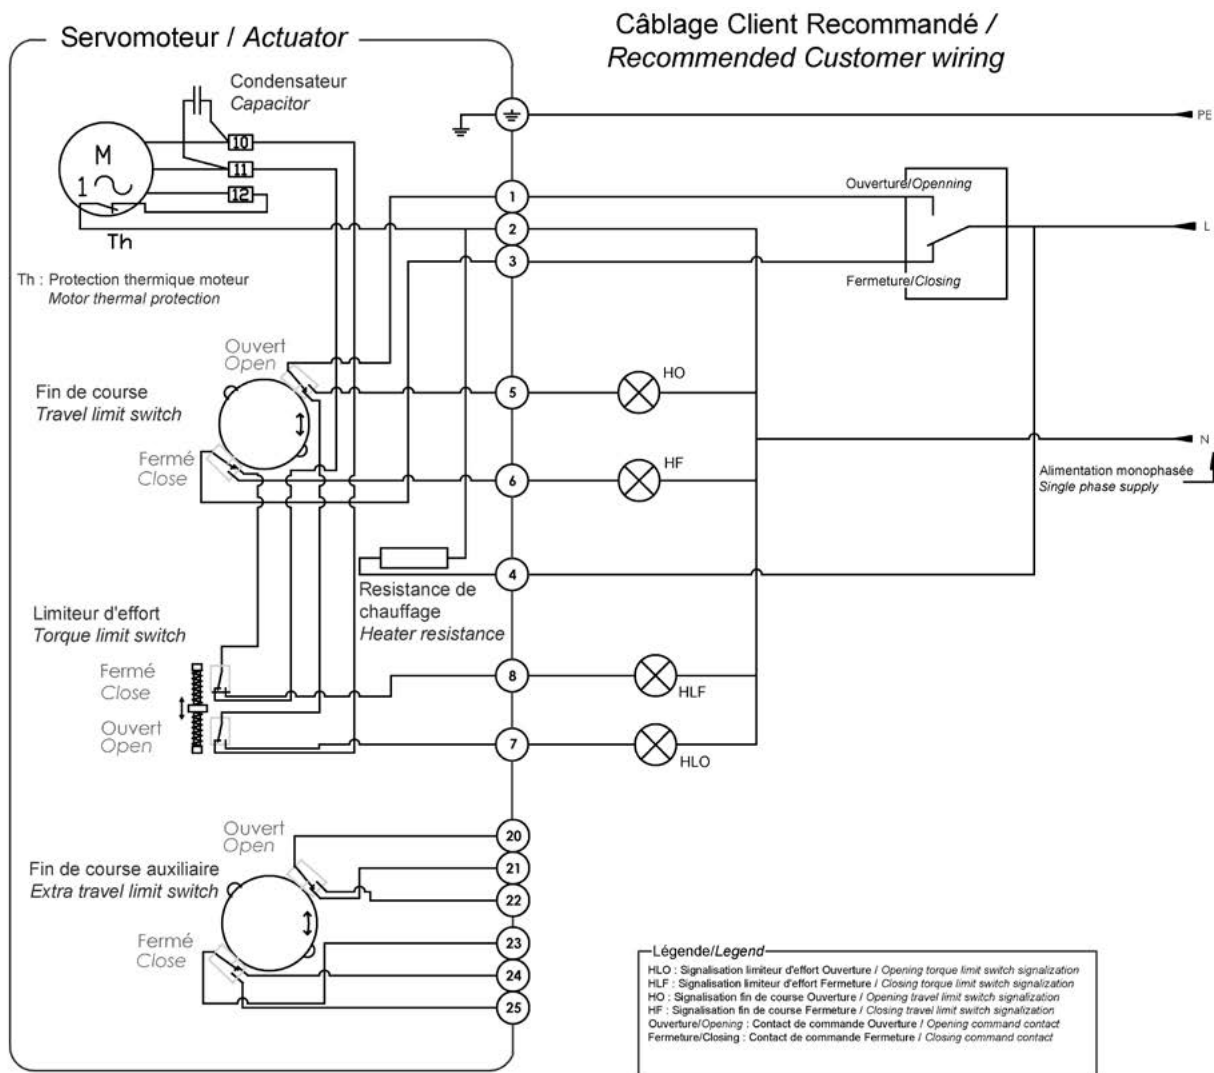 Servomoteur / Actuator
Câblage Client Recommandé /
Recommended Customer wiring
Condensateur
Capacitor
PE
M
1
10
11
12
Th
Th : Protection thermique moteur
Motor thermal protection
1
2
3
Ouverture/Openning
Fermeture/Closing
L
Ouvert
Open
Fin de course
Travel limit switch
Fermé
Close
5
HO
6
HF
N
Alimentation monophasée
Single phase supply
4
Resistance de
chauffage
Heater resistance
Limiteur d'effort
Torque limit switch
Fermé
Close
Ouvert
Open
8
HLF
7
HLO
Ouvert
Open
Fin de course auxiliaire
Extra travel limit switch
Fermé
Close
20
21
22
23
24
25
Légende/Legend
HLO : Signalisation limiteur d'effort Ouverture / Opening torque limit switch signalization
HLF : Signalisation limiteur d'effort Fermeture / Closing torque limit switch signalization
HO : Signalisation fin de course Ouverture / Opening travel limit switch signalization
HF : Signalisation fin de course Fermeture / Closing travel limit switch signalization
Ouverture/Opening : Contact de commande Ouverture / Opening command contact
Fermeture/Closing : Contact de commande Fermeture / Closing command contact